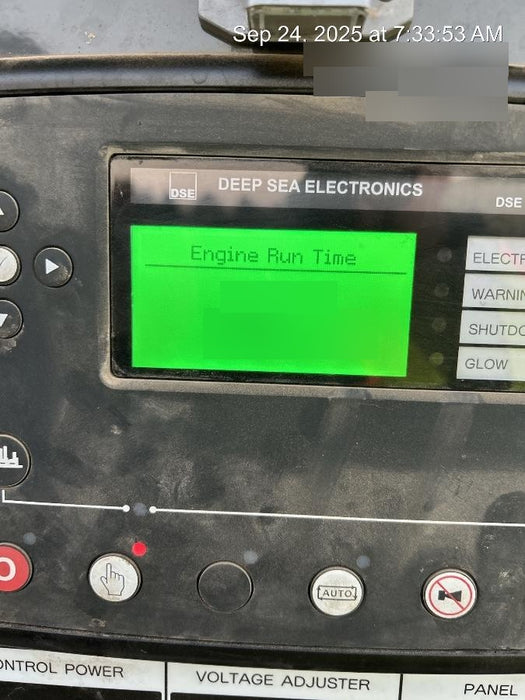 Sep 24, 2025 at 7:33:53 AM
DSE
DEEP SEA ELECTRONICS
DSE
Engine Run Time
ELECTR
WARNIN
SHUTDO
GLOW
O
AUTO
ONTROL POWER
VOLTAGE ADJUSTER
PANEL